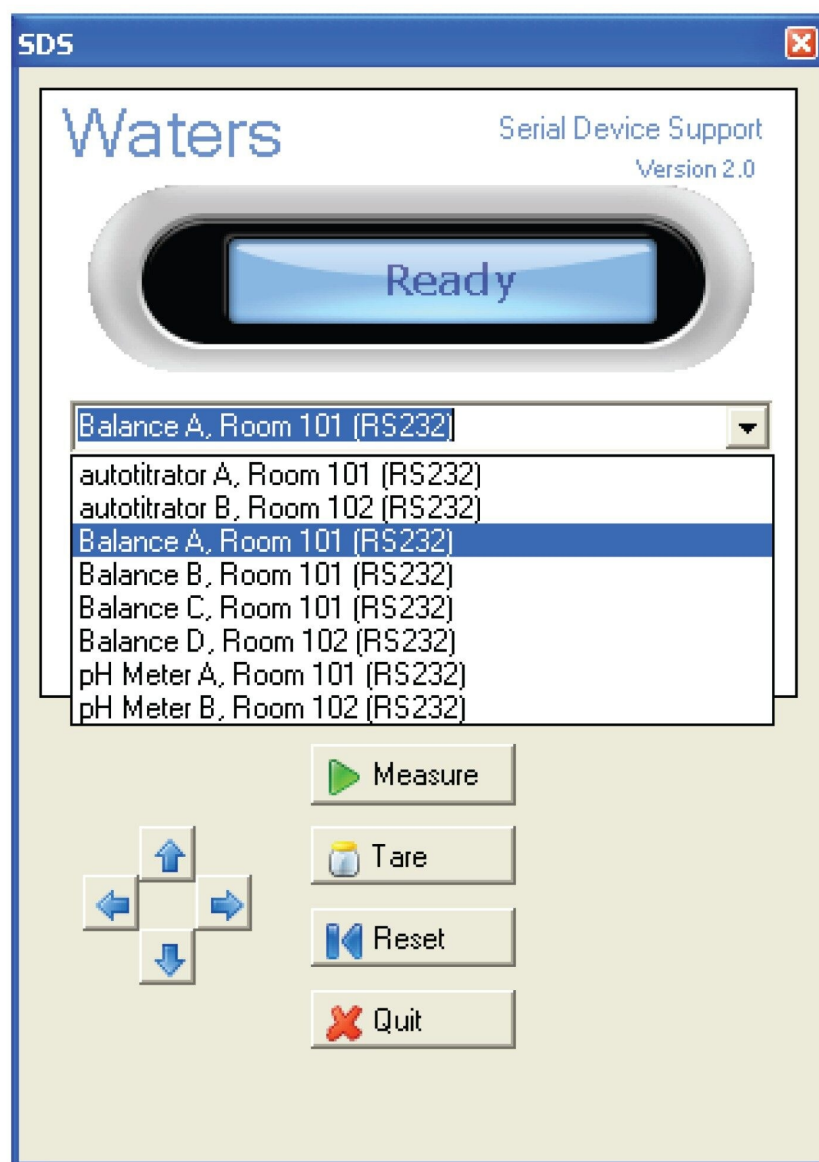 SDS
Waters
Serial Device Support
Version 2.0
Ready
Balance A, Room 101 (RS232)
autotitrator A, Room 101 (RS232)
autotitrator B, Room 102 (RS232)
Balance A, Room 101 (RS232)
Balance B, Room 101 (RS232)
Balance C, Room 101 (RS232)
Balance D, Room 102 (RS232)
pH Meter A, Room 101 (RS232)
pH Meter B, Room 102 (RS232)
Measure
Tare
Reset
Quit